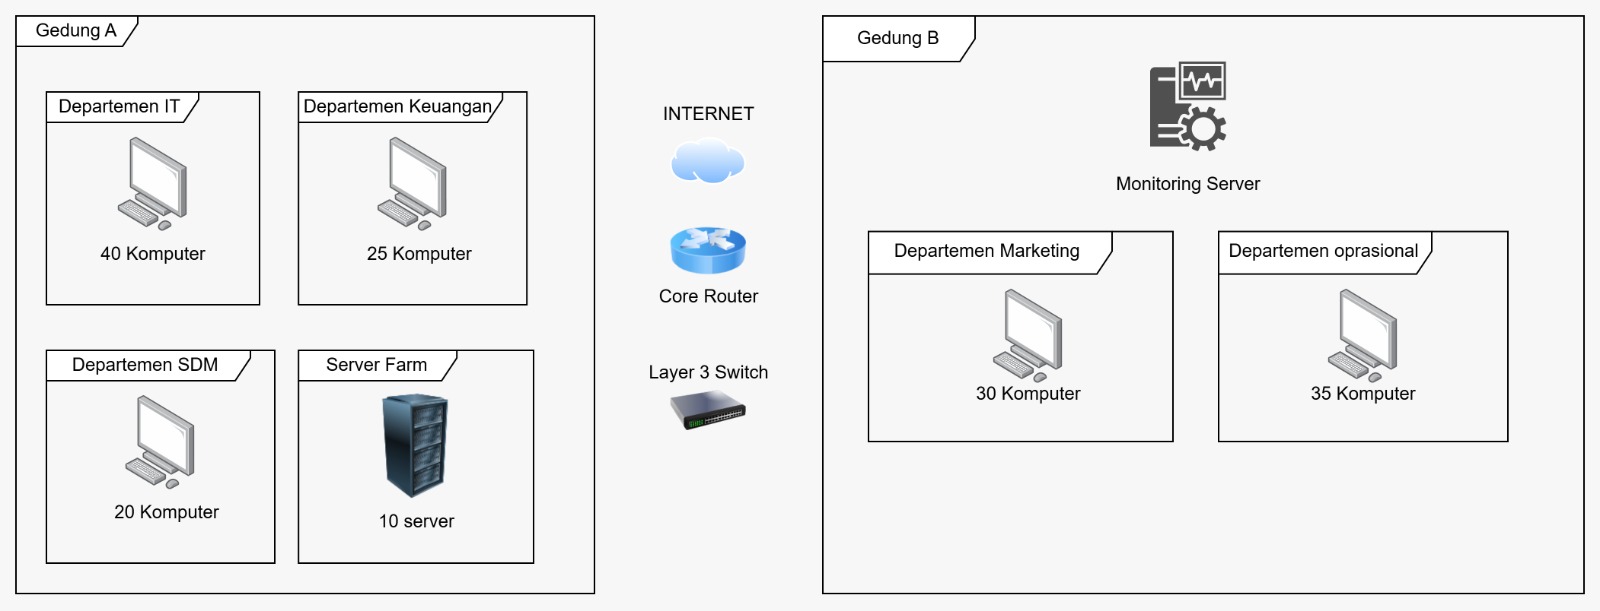 Gedung A
Departemen IT
40 Komputer
Departemen Keuangan
25 Komputer
Departemen SDM
20 Komputer
Server Farm
10 server
INTERNET
Core Router
Layer 3 Switch
Gedung B
Monitoring Server
Departemen Marketing
30 Komputer
Departemen oprasional
35 Komputer